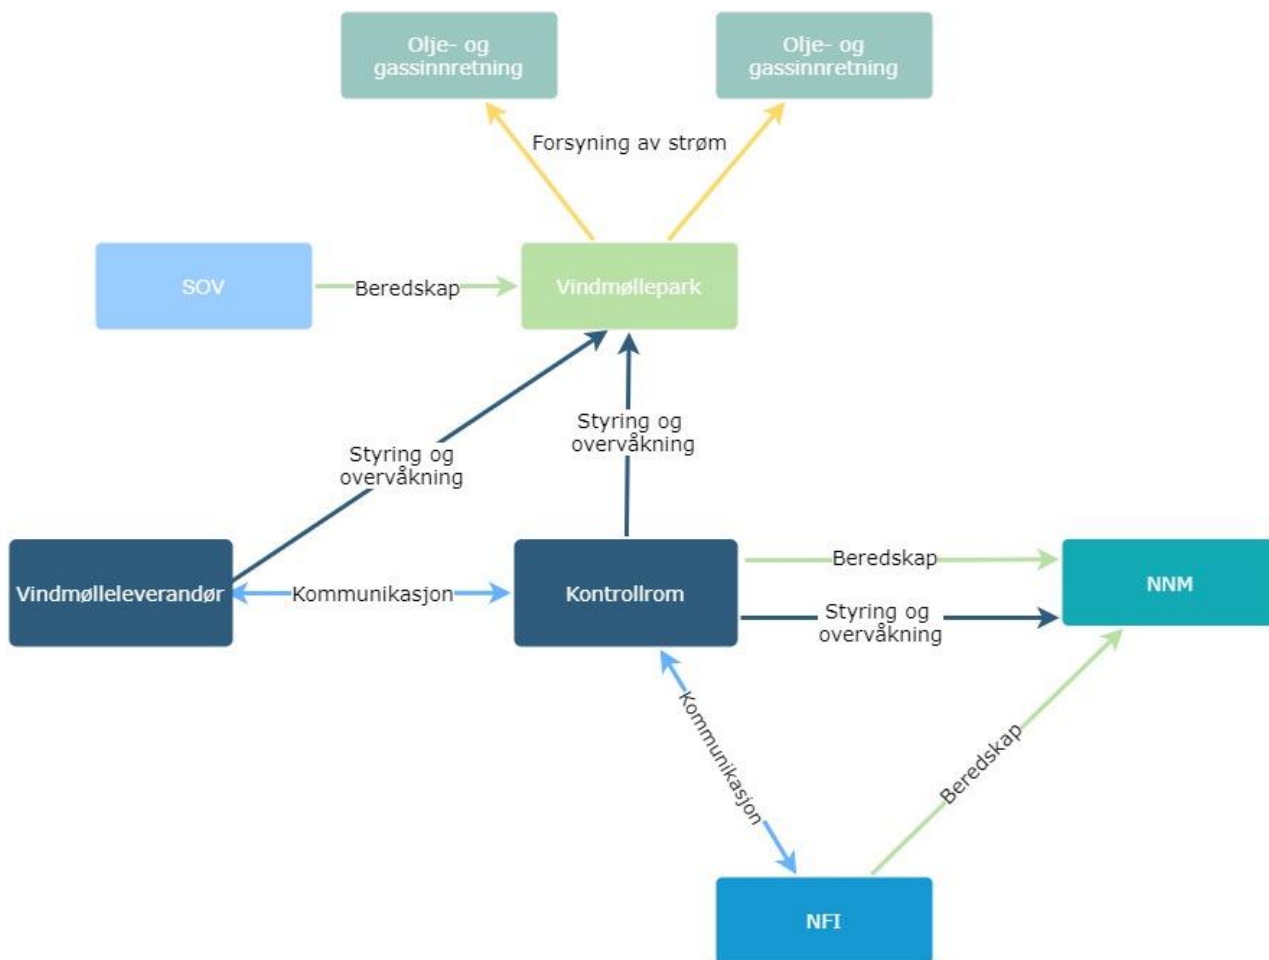 Olje- og
gassinnretning
Olje- og
gassinnretning
Forsyning av strøm
SOV
Beredskap
Vindmøllepark
Styring og
overvåkning
Styring og
overvåkning
Vindmølleleverandør
Kommunikasjon
Kontrollrom
Beredskap
Styring og
overvåkning
NNM
Kommunikasjon
Beredskap
NFI